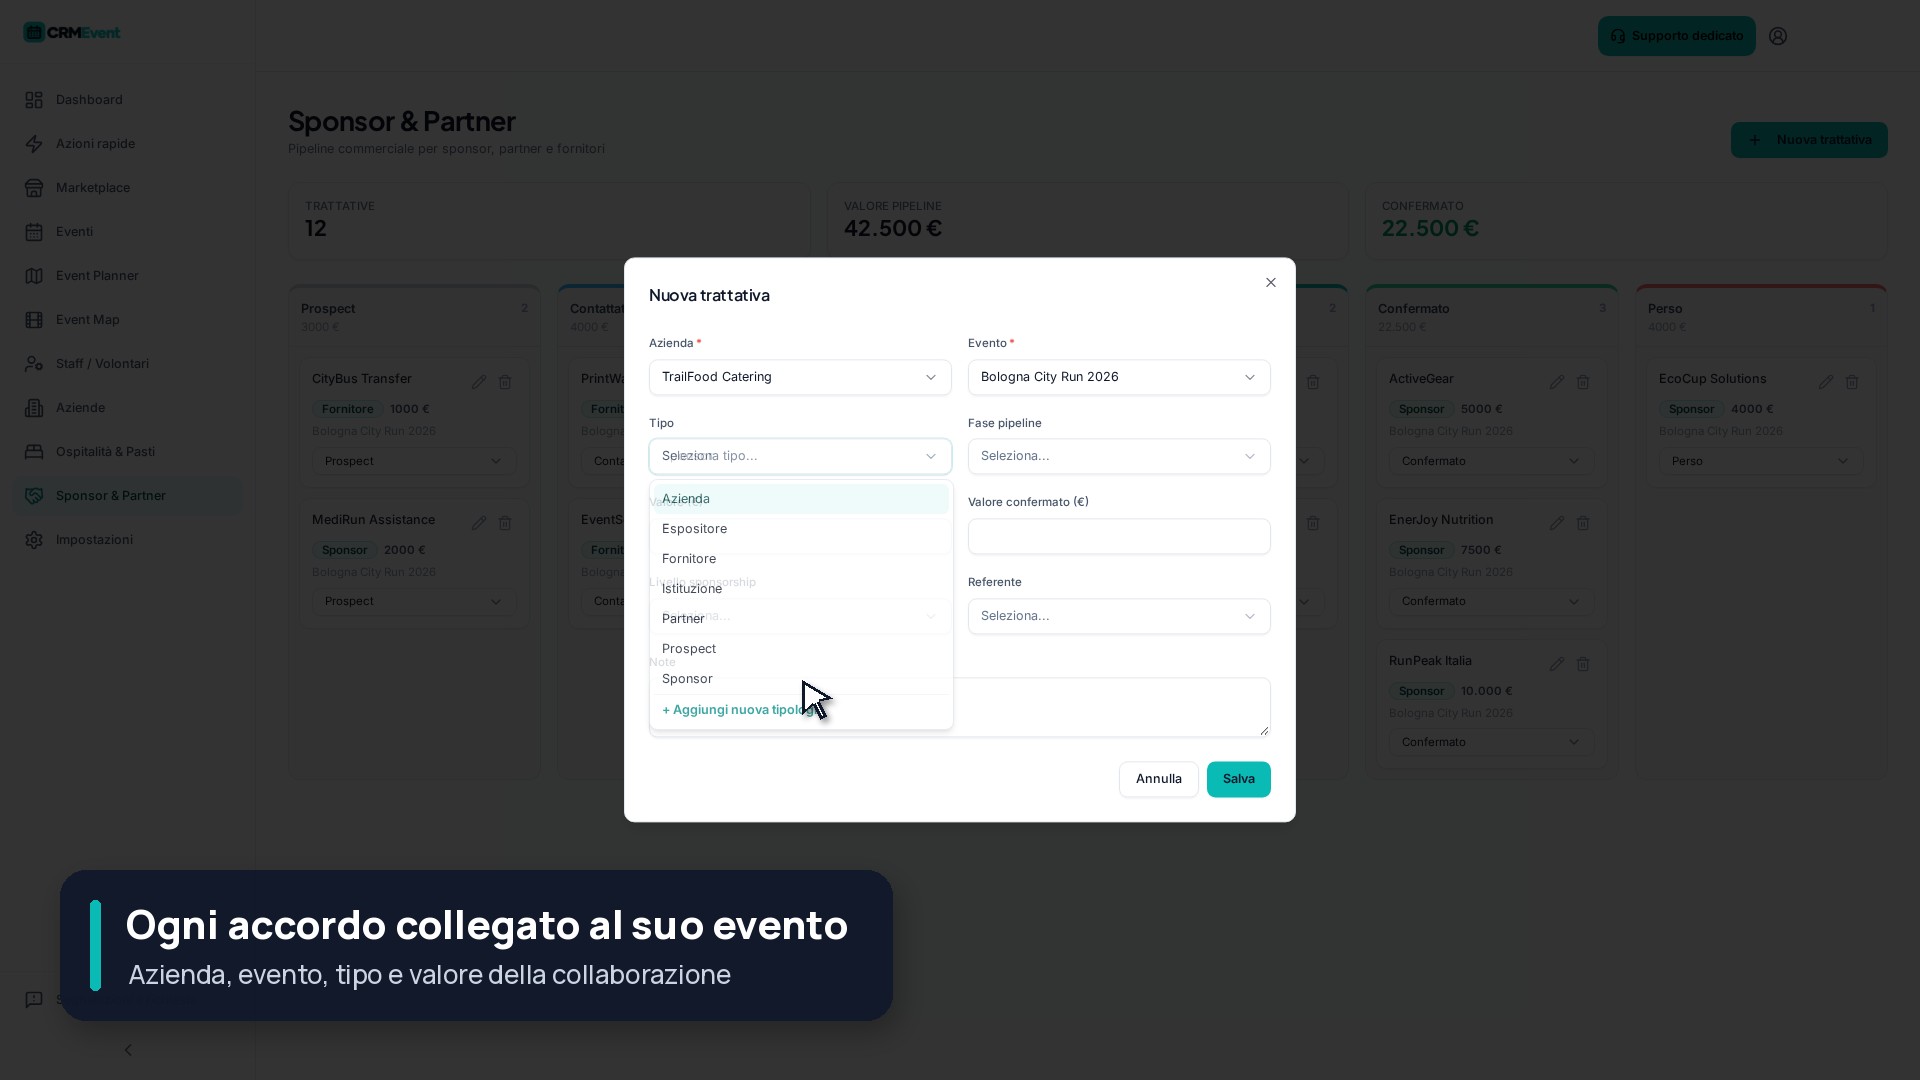 CRMEvent
Supporto dedicato
Dashboard
Azioni rapide
Marketplace
Eventi
Event Planner
Event Map
Staff / Volontari
Aziende
Ospitalità & Pasti
Sponsor & Partner
Impostazioni
Sponsor & Partner
Pipeline commerciale per sponsor, partner e fornitori
+ Nuova trattativa
TRATTATIVE
12
VALORE PIPELINE
42.500 €
CONFERMATO
22.500 €
Prospect 2
3000 €
CityBus Transfer
Fornitore 1000 €
Bologna City Run 2026
Prospect
MediRun Assistance
Sponsor 2000 €
Bologna City Run 2026
Prospect
4000 €
2
Confermato 3
22.500 €
ActiveGear
Sponsor 5000 €
Bologna City Run 2026
Confermato
EnerJoy Nutrition
Sponsor 7500 €
Bologna City Run 2026
Confermato
RunPeak Italia
Sponsor 10.000 €
Bologna City Run 2026
Confermato
Perso 1
4000 €
EcoCup Solutions
Sponsor 4000 €
Bologna City Run 2026
Perso
Nuova trattativa
Azienda * Evento *
TrailFood Catering Bologna City Run 2026
Tipo Fase pipeline
Seleziona tipo... Seleziona...
Azienda
Espositore
Fornitore
Istituzione
Partner
Prospect
Sponsor
+ Aggiungi nuova
Valore confermato (€)
Livello sponsorship
Referente
Seleziona...
Note
Annulla Salva
Ogni accordo collegato al suo evento
Azienda, evento, tipo e valore della collaborazione